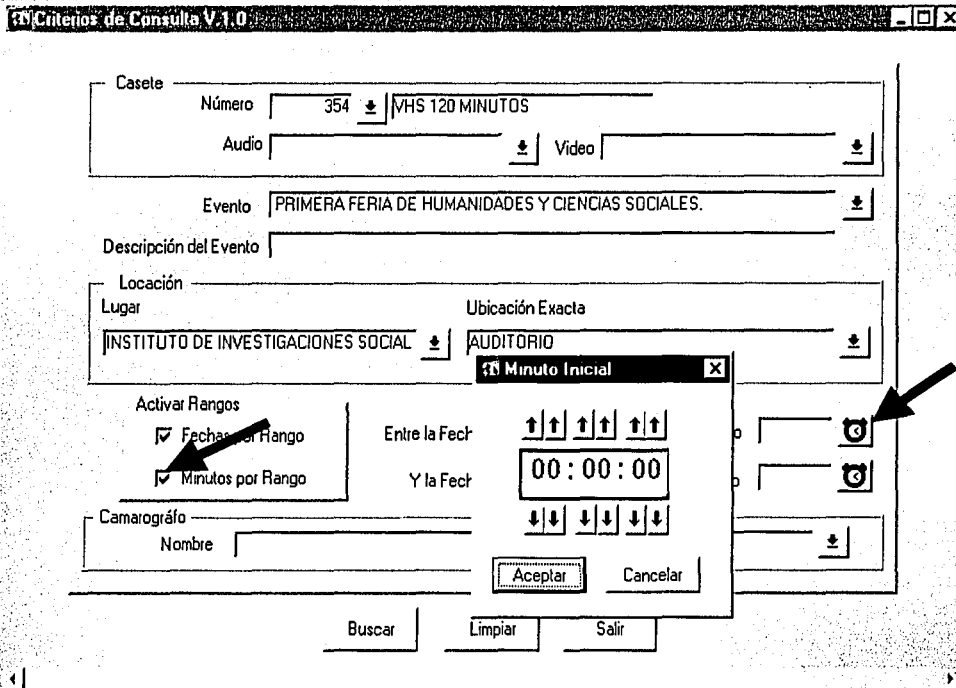 Criterios de Consulta V.1.0
Casete
Número 354 VHS 120 MINUTOS
Audio Video
Evento PRIMERA FERIA DE HUMANIDADES Y CIENCIAS SOCIALES.
Descripción del Evento
Locación
Lugar Ubicación Exacta
INSTITUTO DE INVESTIGACIONES SOCIAL AUDITORIO
Minuto Inicial
Activar Rangos
Fechas por Rango Entre la Fech o
00:00:00
Minutos por Rango Y la Fech o
Camarográfo
Nombre
Aceptar Cancelar
Buscar Limpiar Salir